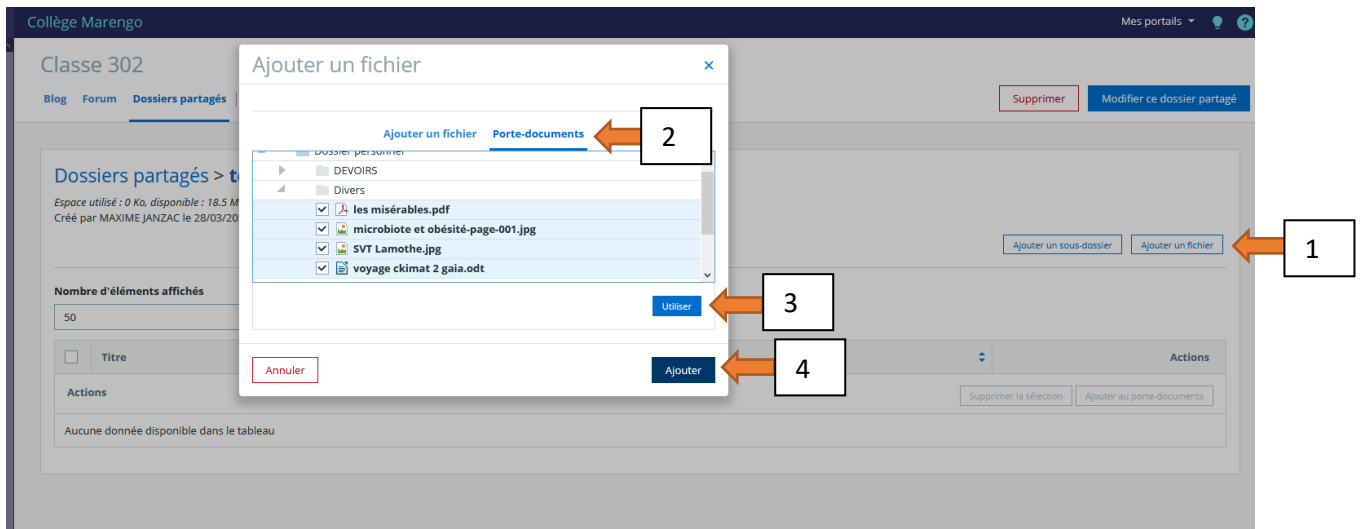 Collège Marengo
Mes portails
?
Classe 302
Blog Forum Dossiers partagés
Supprimer
Modifier ce dossier partagé
Ajouter un fichier
×
Ajouter un fichier Porte-documents
2
Dossier personnel
DEVOIRS
Divers
les misérables.pdf
microbiote et obésité-page-001.jpg
SVT Lamothe.jpg
voyage ckimat 2 gaia.odt
Utiliser
3
Annuler
Ajouter
4
Dossiers partagés >
Espace utilisé : 0 Ko, disponible : 18.5 M
Créé par MAXIME JANZAC le 28/03/20
Ajouter un sous-dossier
Ajouter un fichier
1
Nombre d'éléments affichés
50
Titre
Actions
Actions
Supprimer la sélection
Ajouter au porte-documents
Aucune donnée disponible dans le tableau